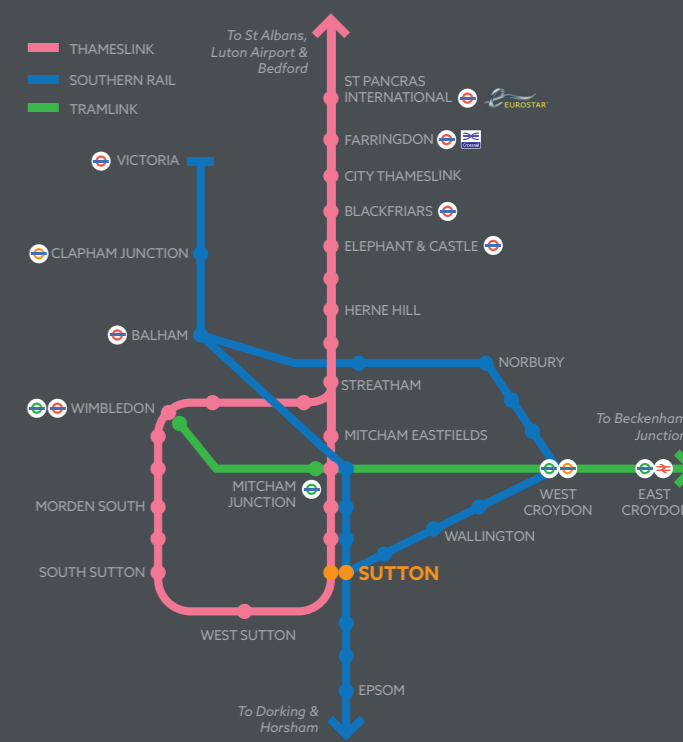 To St Albans,
Luton Airport &
Bedford
THAMESLINK
SOUTHERN RAIL
TRAMLINK
ST PANCRAS
INTERNATIONAL
EUROSTAR
FARRINGDON
Crossrail
VICTORIA
CITY THAMESLINK
BLACKFRIARS
ELEPHANT & CASTLE
CLAPHAM JUNCTION
HERNE HILL
BALHAM
NORBURY
STREATHAM
WIMBLEDON
To Beckenham
Junction
MITCHAM EASTFIELDS
MITCHAM
JUNCTION
WEST
CROYDON
EAST
CROYDON
MORDEN SOUTH
WALLINGTON
SOUTH SUTTON
SUTTON
WEST SUTTON
EPSOM
To Dorking &
Horsham